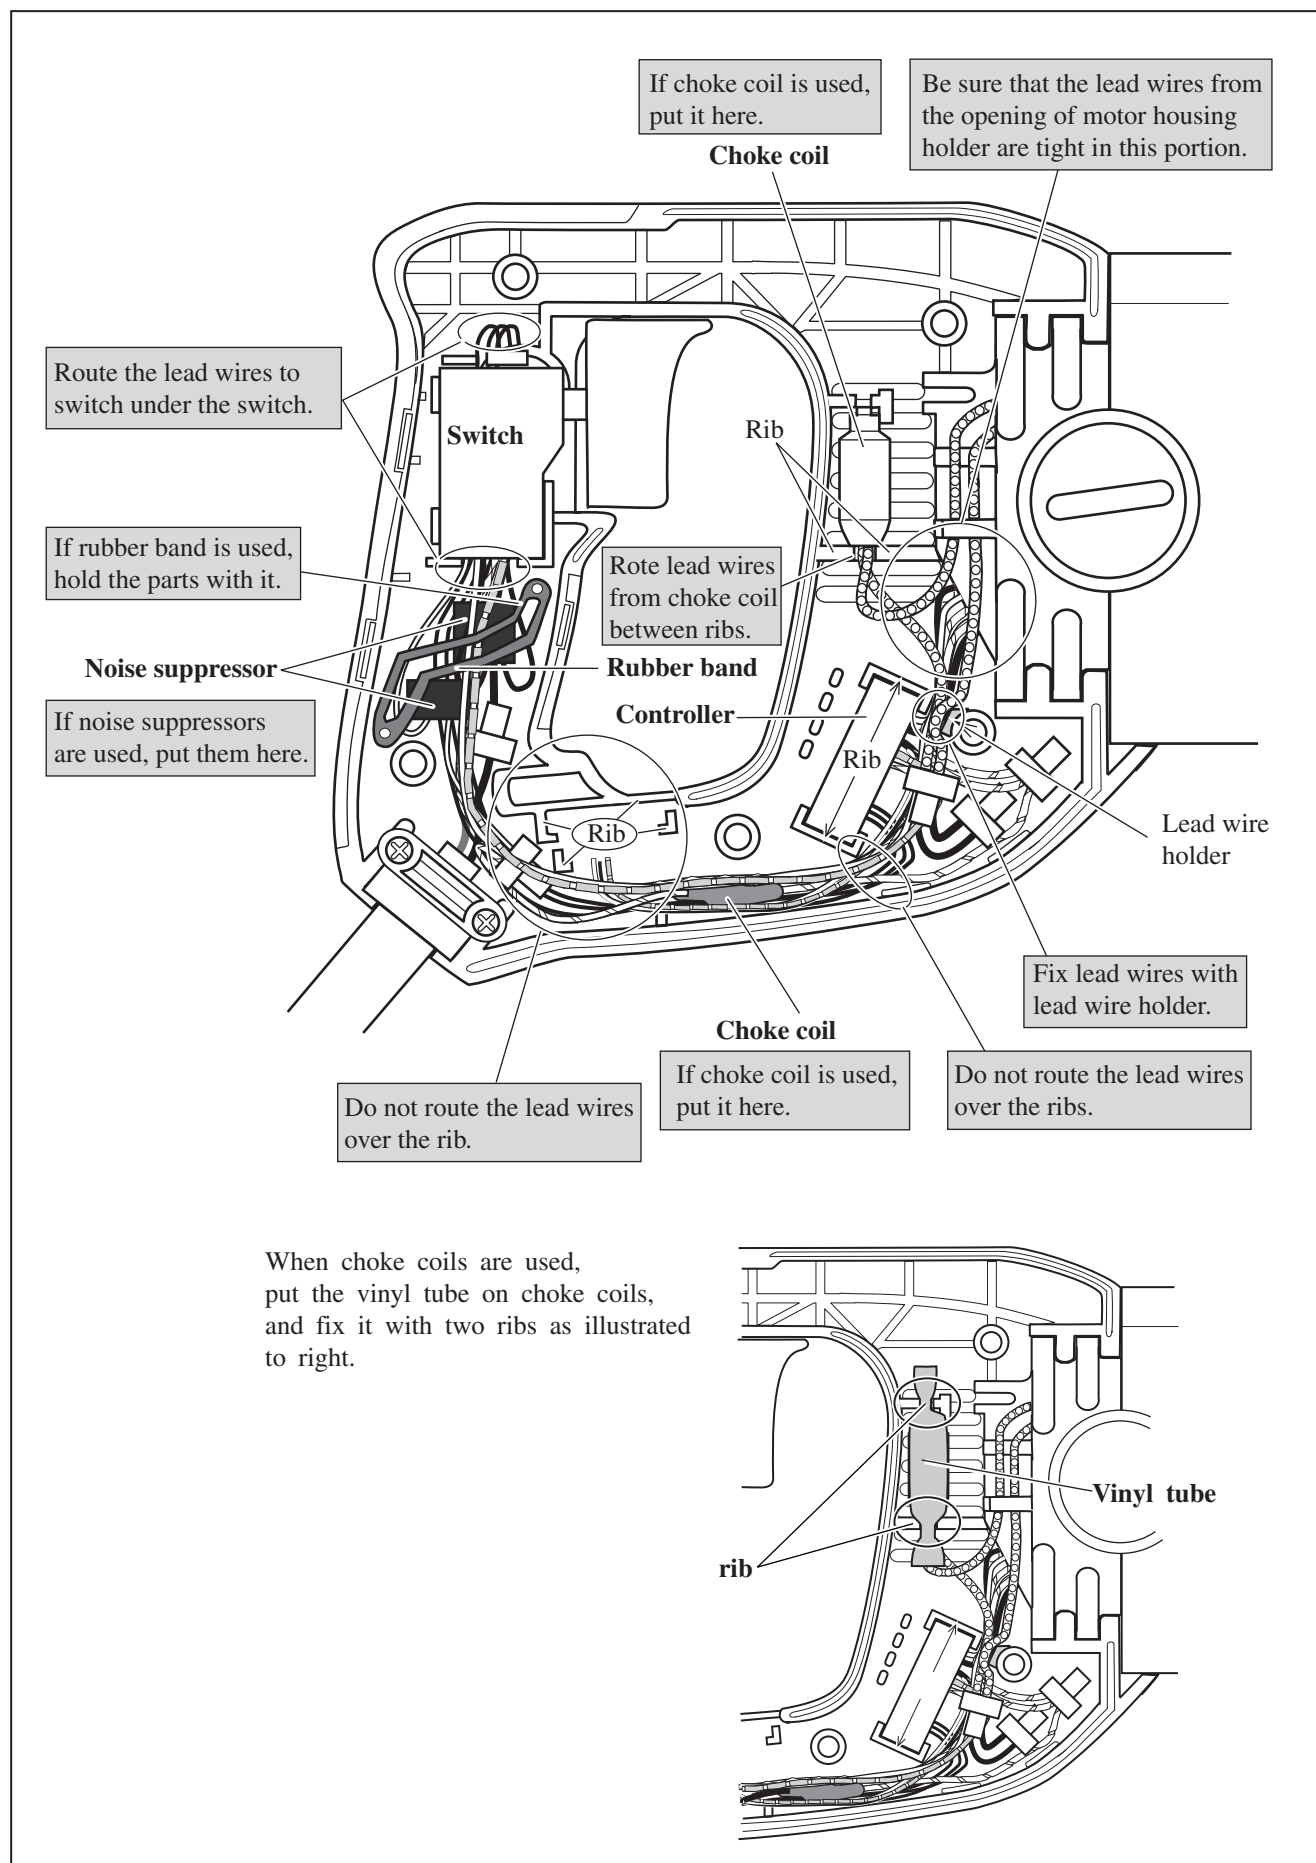 If choke coil is used,
put it here.
Choke coil
Be sure that the lead wires from
the opening of motor housing
holder are tight in this portion.
Route the lead wires to
switch under the switch.
Switch
Rib
If rubber band is used,
hold the parts with it.
Rote lead wires
from choke coil
between ribs.
Noise suppressor
Rubber band
If noise suppressors
are used, put them here.
Controller
Rib
Rib
Lead wire
holder
Fix lead wires with
lead wire holder.
Choke coil
If choke coil is used,
put it here.
Do not route the lead wires
over the ribs.
Do not route the lead wires
over the rib.
When choke coils are used,
put the vinyl tube on choke coils,
and fix it with two ribs as illustrated
to right.
Vinyl tube
rib